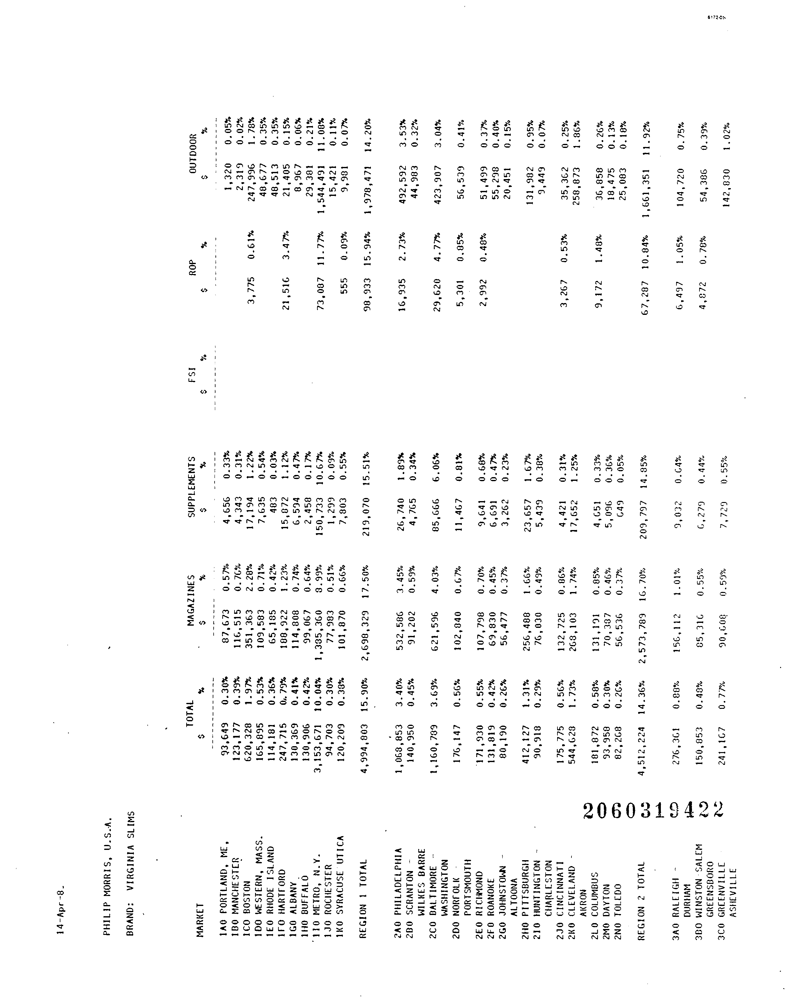 14-Apr-8.
PHILIP MORRIS, U.S.A.
BRAND: VIRGINIA SLIMS
TOTAL MAGAZINES SUPPLEMENTS FSI ROP OUTDOOR
MARKET $ % $ % $ % $ % $ % $ %
1A0 PORTLAND, ME, 93,649 0.30% 87,673 0.57% 4,656 0.33% 1,320 0.05%
1B0 MANCHESTER 123,177 0.39% 116,515 0.76% 4,343 0.31% 2,319 0.02%
1C0 BOSTON 620,328 1.97% 351,363 2.28% 17,194 1.22% 3,775 0.61% 247,996 1.78%
1D0 WESTERN, MASS. 165,895 0.53% 109,583 0.71% 7,635 0.54% 48,677 0.35%
1E0 RHODE ISLAND 114,181 0.36% 65,185 0.42% 483 0.03% 48,513 0.35%
1F0 HARTFORD 247,715 0.79% 188,922 1.23% 15,872 1.12% 21,516 3.47% 21,405 0.15%
1G0 ALBANY 130,369 0.41% 114,808 0.74% 6,594 0.47% 8,967 0.06%
1H0 BUFFALO 130,906 0.42% 99,067 0.64% 2,458 0.17% 29,381 0.21%
1I0 METRO, N.Y. 3,153,671 10.04% 1,385,360 8.99% 150,733 10.67% 73,087 11.77% 1,544,491 11.08%
1J0 ROCHESTER 94,703 0.30% 77,983 0.51% 1,299 0.09% 15,421 0.11%
1K0 SYRACUSE UTICA 120,209 0.38% 101,870 0.66% 7,803 0.55% 555 0.09% 9,981 0.07%
REGION 1 TOTAL 4,994,803 15.90% 2,698,329 17.50% 219,070 15.51% 98,933 15.94% 1,978,471 14.20%
2A0 PHILADELPHIA 1,068,853 3.40% 532,586 3.45% 26,740 1.89% 16,935 2.73% 492,592 3.53%
2B0 SCRANTON - 140,950 0.45% 91,202 0.59% 4,765 0.34% 44,983 0.32%
WILKES BARRE
2C0 BALTIMORE - 1,160,789 3.69% 621,596 4.03% 85,666 6.06% 29,620 4.77% 423,907 3.04%
WASHINGTON
2D0 NORFOLK - 176,147 0.56% 102,840 0.67% 11,467 0.81% 5,301 0.85% 56,539 0.41%
PORTSMOUTH
2E0 RICHMOND 171,930 0.55% 107,798 0.70% 9,641 0.68% 2,992 0.48% 51,499 0.37%
2F0 ROANOKE 131,819 0.42% 69,830 0.45% 6,691 0.47% 55,298 0.40%
2G0 JOHNSTOWN - 80,190 0.26% 56,477 0.37% 3,262 0.23% 20,451 0.15%
ALTOONA
2H0 PITTSBURGH 412,127 1.31% 256,488 1.66% 23,657 1.67% 131,982 0.95%
2I0 HUNTINGTON - 90,918 0.29% 76,030 0.49% 5,439 0.38% 9,449 0.07%
CHARLESTON
2J0 CINCINNATI 175,775 0.56% 132,725 0.86% 4,421 0.31% 3,267 0.53% 35,362 0.25%
2K0 CLEVELAND - 544,628 1.73% 268,103 1.74% 17,652 1.25% 258,873 1.86%
AKRON
2L0 COLUMBUS 181,872 0.58% 131,191 0.85% 4,651 0.33% 9,172 1.48% 36,858 0.26%
2M0 DAYTON 93,958 0.30% 70,387 0.46% 5,096 0.36% 18,475 0.13%
2N0 TOLEDO 82,268 0.26% 56,536 0.37% 649 0.05% 25,083 0.18%
REGION 2 TOTAL 4,512,224 14.36% 2,573,789 16.70% 209,797 14.85% 67,287 10.84% 1,661,351 11.92%
3A0 RALEIGH - 276,361 0.88% 156,112 1.01% 9,032 0.64% 6,497 1.05% 104,720 0.75%
DURHAM
3B0 WINSTON SALEM 150,853 0.48% 85,316 0.55% 6,279 0.44% 4,872 0.78% 54,386 0.39%
GREENSBORO
3C0 GREENVILLE - 241,167 0.77% 90,608 0.59% 7,729 0.55% 142,830 1.02%
ASHEVILLE
2060319422